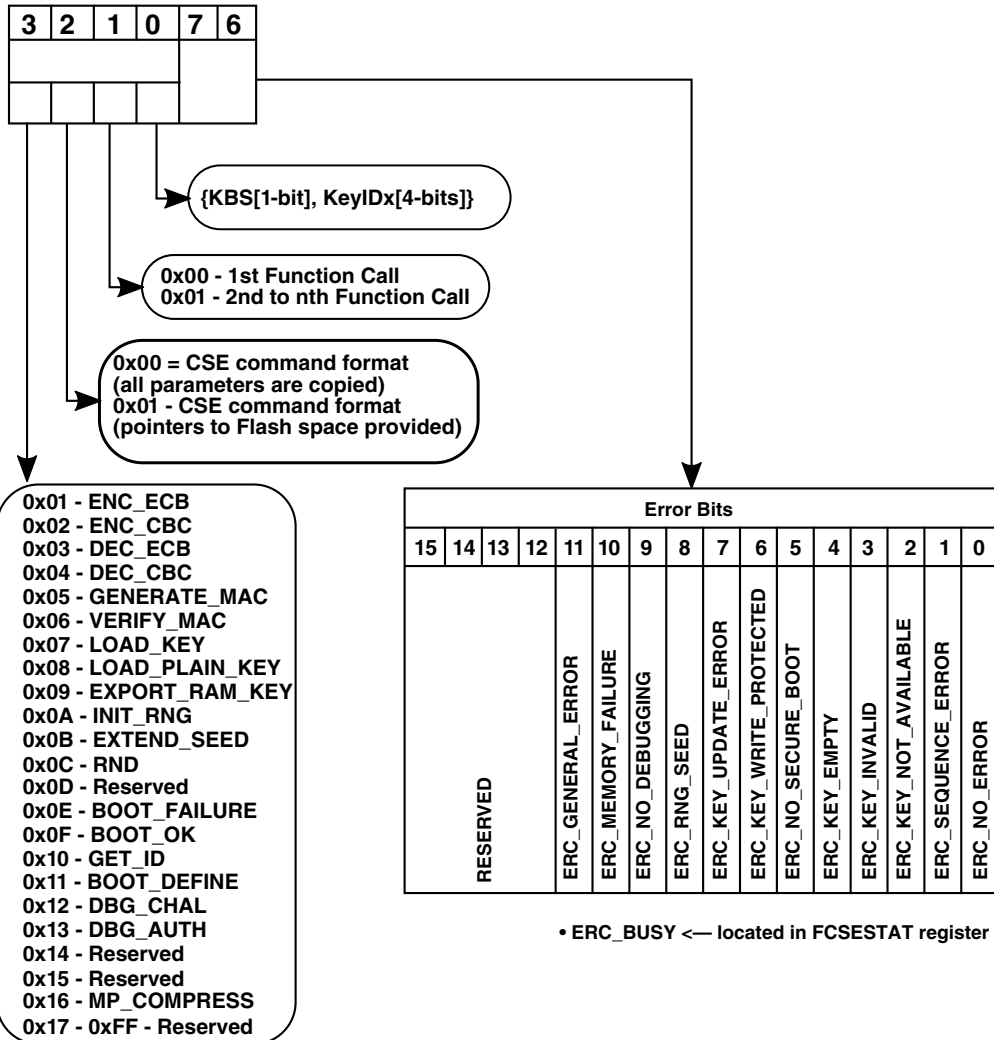 3 2 1 0 7 6
{KBS[1-bit], KeyIDx[4-bits]}
0x00 - 1st Function Call
0x01 - 2nd to nth Function Call
0x00 = CSE command format
(all parameters are copied)
0x01 - CSE command format
(pointers to Flash space provided)
0x01 - ENC_ECB
0x02 - ENC_CBC
0x03 - DEC_ECB
0x04 - DEC_CBC
0x05 - GENERATE_MAC
0x06 - VERIFY_MAC
0x07 - LOAD_KEY
0x08 - LOAD_PLAIN_KEY
0x09 - EXPORT_RAM_KEY
0x0A - INIT_RNG
0x0B - EXTEND_SEED
0x0C - RND
0x0D - Reserved
0x0E - BOOT_FAILURE
0x0F - BOOT_OK
0x10 - GET_ID
0x11 - BOOT_DEFINE
0x12 - DBG_CHAL
0x13 - DBG_AUTH
0x14 - Reserved
0x15 - Reserved
0x16 - MP_COMPRESS
0x17 - 0xFF - Reserved
Error Bits
15 14 13 12 11 10 9 8 7 6 5 4 3 2 1 0
RESERVED
ERC_GENERAL_ERROR
ERC_MEMORY_FAILURE
ERC_NO_DEBUGGING
ERC_RNG_SEED
ERC_KEY_UPDATE_ERROR
ERC_KEY_WRITE_PROTECTED
ERC_NO_SECURE_BOOT
ERC_KEY_EMPTY
ERC_KEY_INVALID
ERC_KEY_NOT_AVAILABLE
ERC_SEQUENCE_ERROR
ERC_NO_ERROR
• ERC_BUSY <— located in FCSESTAT register